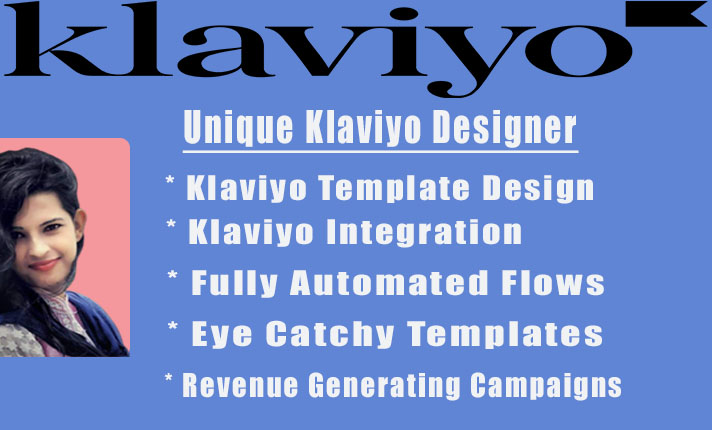 klaviyo
Unique Klaviyo Designer
* Klaviyo Template Design
* Klaviyo Integration
* Fully Automated Flows
* Eye Catchy Templates
* Revenue Generating Campaigns